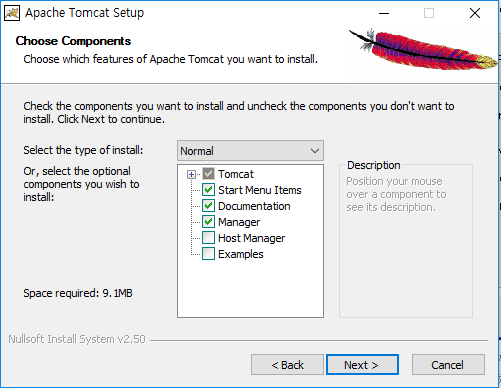 Apache Tomcat Setup
Choose Components
Choose which features of Apache Tomcat you want to install.
Check the components you want to install and uncheck the components you don't want to
install. Click Next to continue.
Select the type of install:
Normal
Or, select the optional
components you wish to
install:
Tomcat
Start Menu Items
Documentation
Manager
Host Manager
Examples
Description
Position your mouse
over a component to
see its description.
Space required: 9.1MB
Nullsoft Install System v2.50
< Back
Next >
Cancel